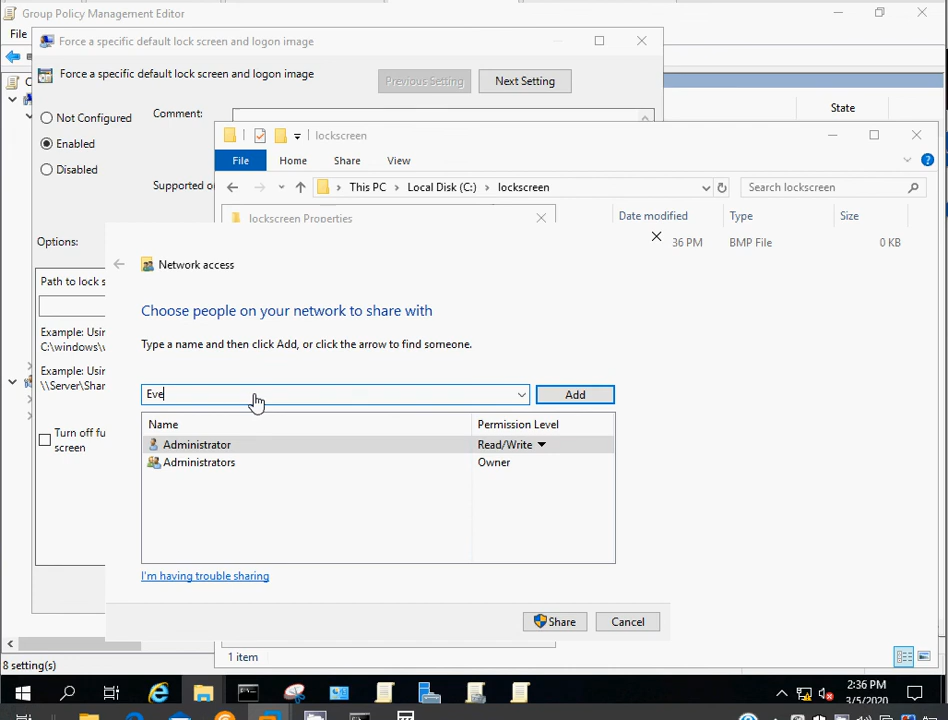 Group Policy Management Editor
File
Force a specific default lock screen and logon image
Force a specific default lock screen and logon image
Previous Setting
Next Setting
Not Configured
Comment:
Enabled
Disabled
State
lockscreen
File Home Share View
This PC > Local Disk (C:) > lockscreen
Search lockscreen
Supported o
lockscreen Properties
Date modified Type Size
36 PM BMP File 0 KB
Options:
Network access
Path to lock s
Choose people on your network to share with
Example: Usin
C:\windows\
Type a name and then click Add, or click the arrow to find someone.
Example: Usin
\\Server\Shar
Eve
Add
Name Permission Level
Turn off fu
screen
Administrator Read/Write
Administrators Owner
I'm having trouble sharing
Share Cancel
1 item
8 setting(s)
2:36 PM
3/5/2020